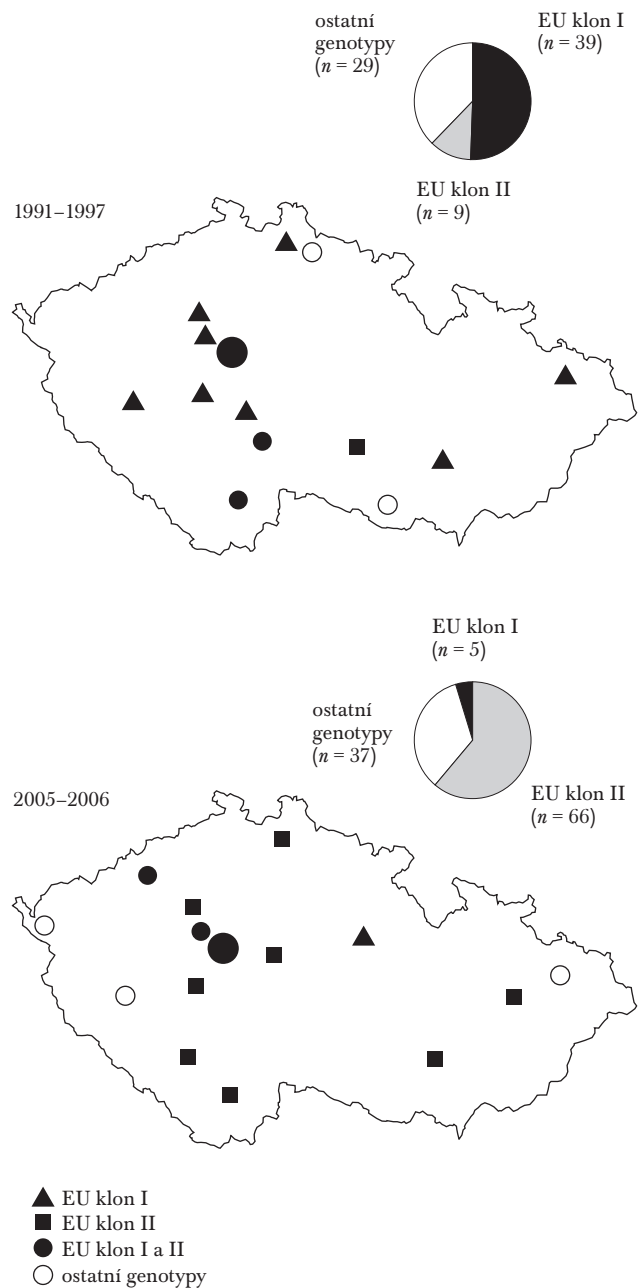 ostatní
genotypy
(n = 29)
EU klon I
(n = 39)
EU klon II
(n = 9)
1991–1997
EU klon I
(n = 5)
ostatní
genotypy
(n = 37)
EU klon II
(n = 66)
2005–2006
EU klon I
EU klon II
EU klon I a II
ostatní genotypy